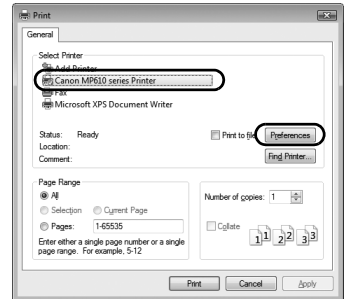 Print
General
Select Printer
Add Printer
Canon MP610 series Printer
Fax
Microsoft XPS Document Writer
Status: Ready
Print to file
Preferences
Location:
Comment:
Find Printer...
Page Range
All
Selection
Current Page
Pages:
1-65535
Enter either a single page number or a single
page range. For example, 5-12
Number of copies:
1
Collate
1 1 2 2 3 3
Print
Cancel
Apply